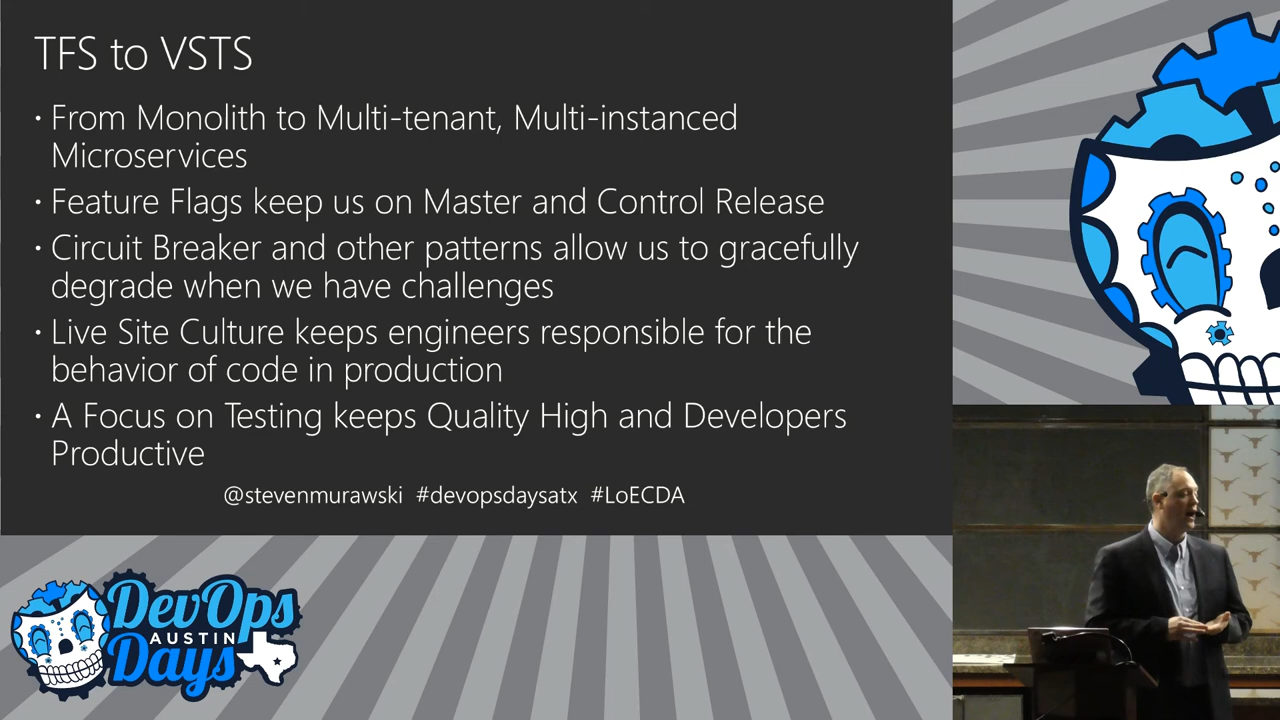 TFS to VSTS
• From Monolith to Multi-tenant, Multi-instanced
Microservices
• Feature Flags keep us on Master and Control Release
• Circuit Breaker and other patterns allow us to gracefully
degrade when we have challenges
• Live Site Culture keeps engineers responsible for the
behavior of code in production
• A Focus on Testing keeps Quality High and Developers
Productive
@stevenmurawski #devopsdaysatx #LoECDA
DevOps
AUSTIN
Days